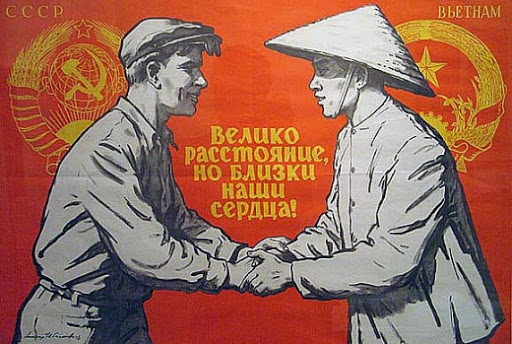 СССР
ВЬЕТНАМ
Велико
расстояние,
но близки
наши
сердца!